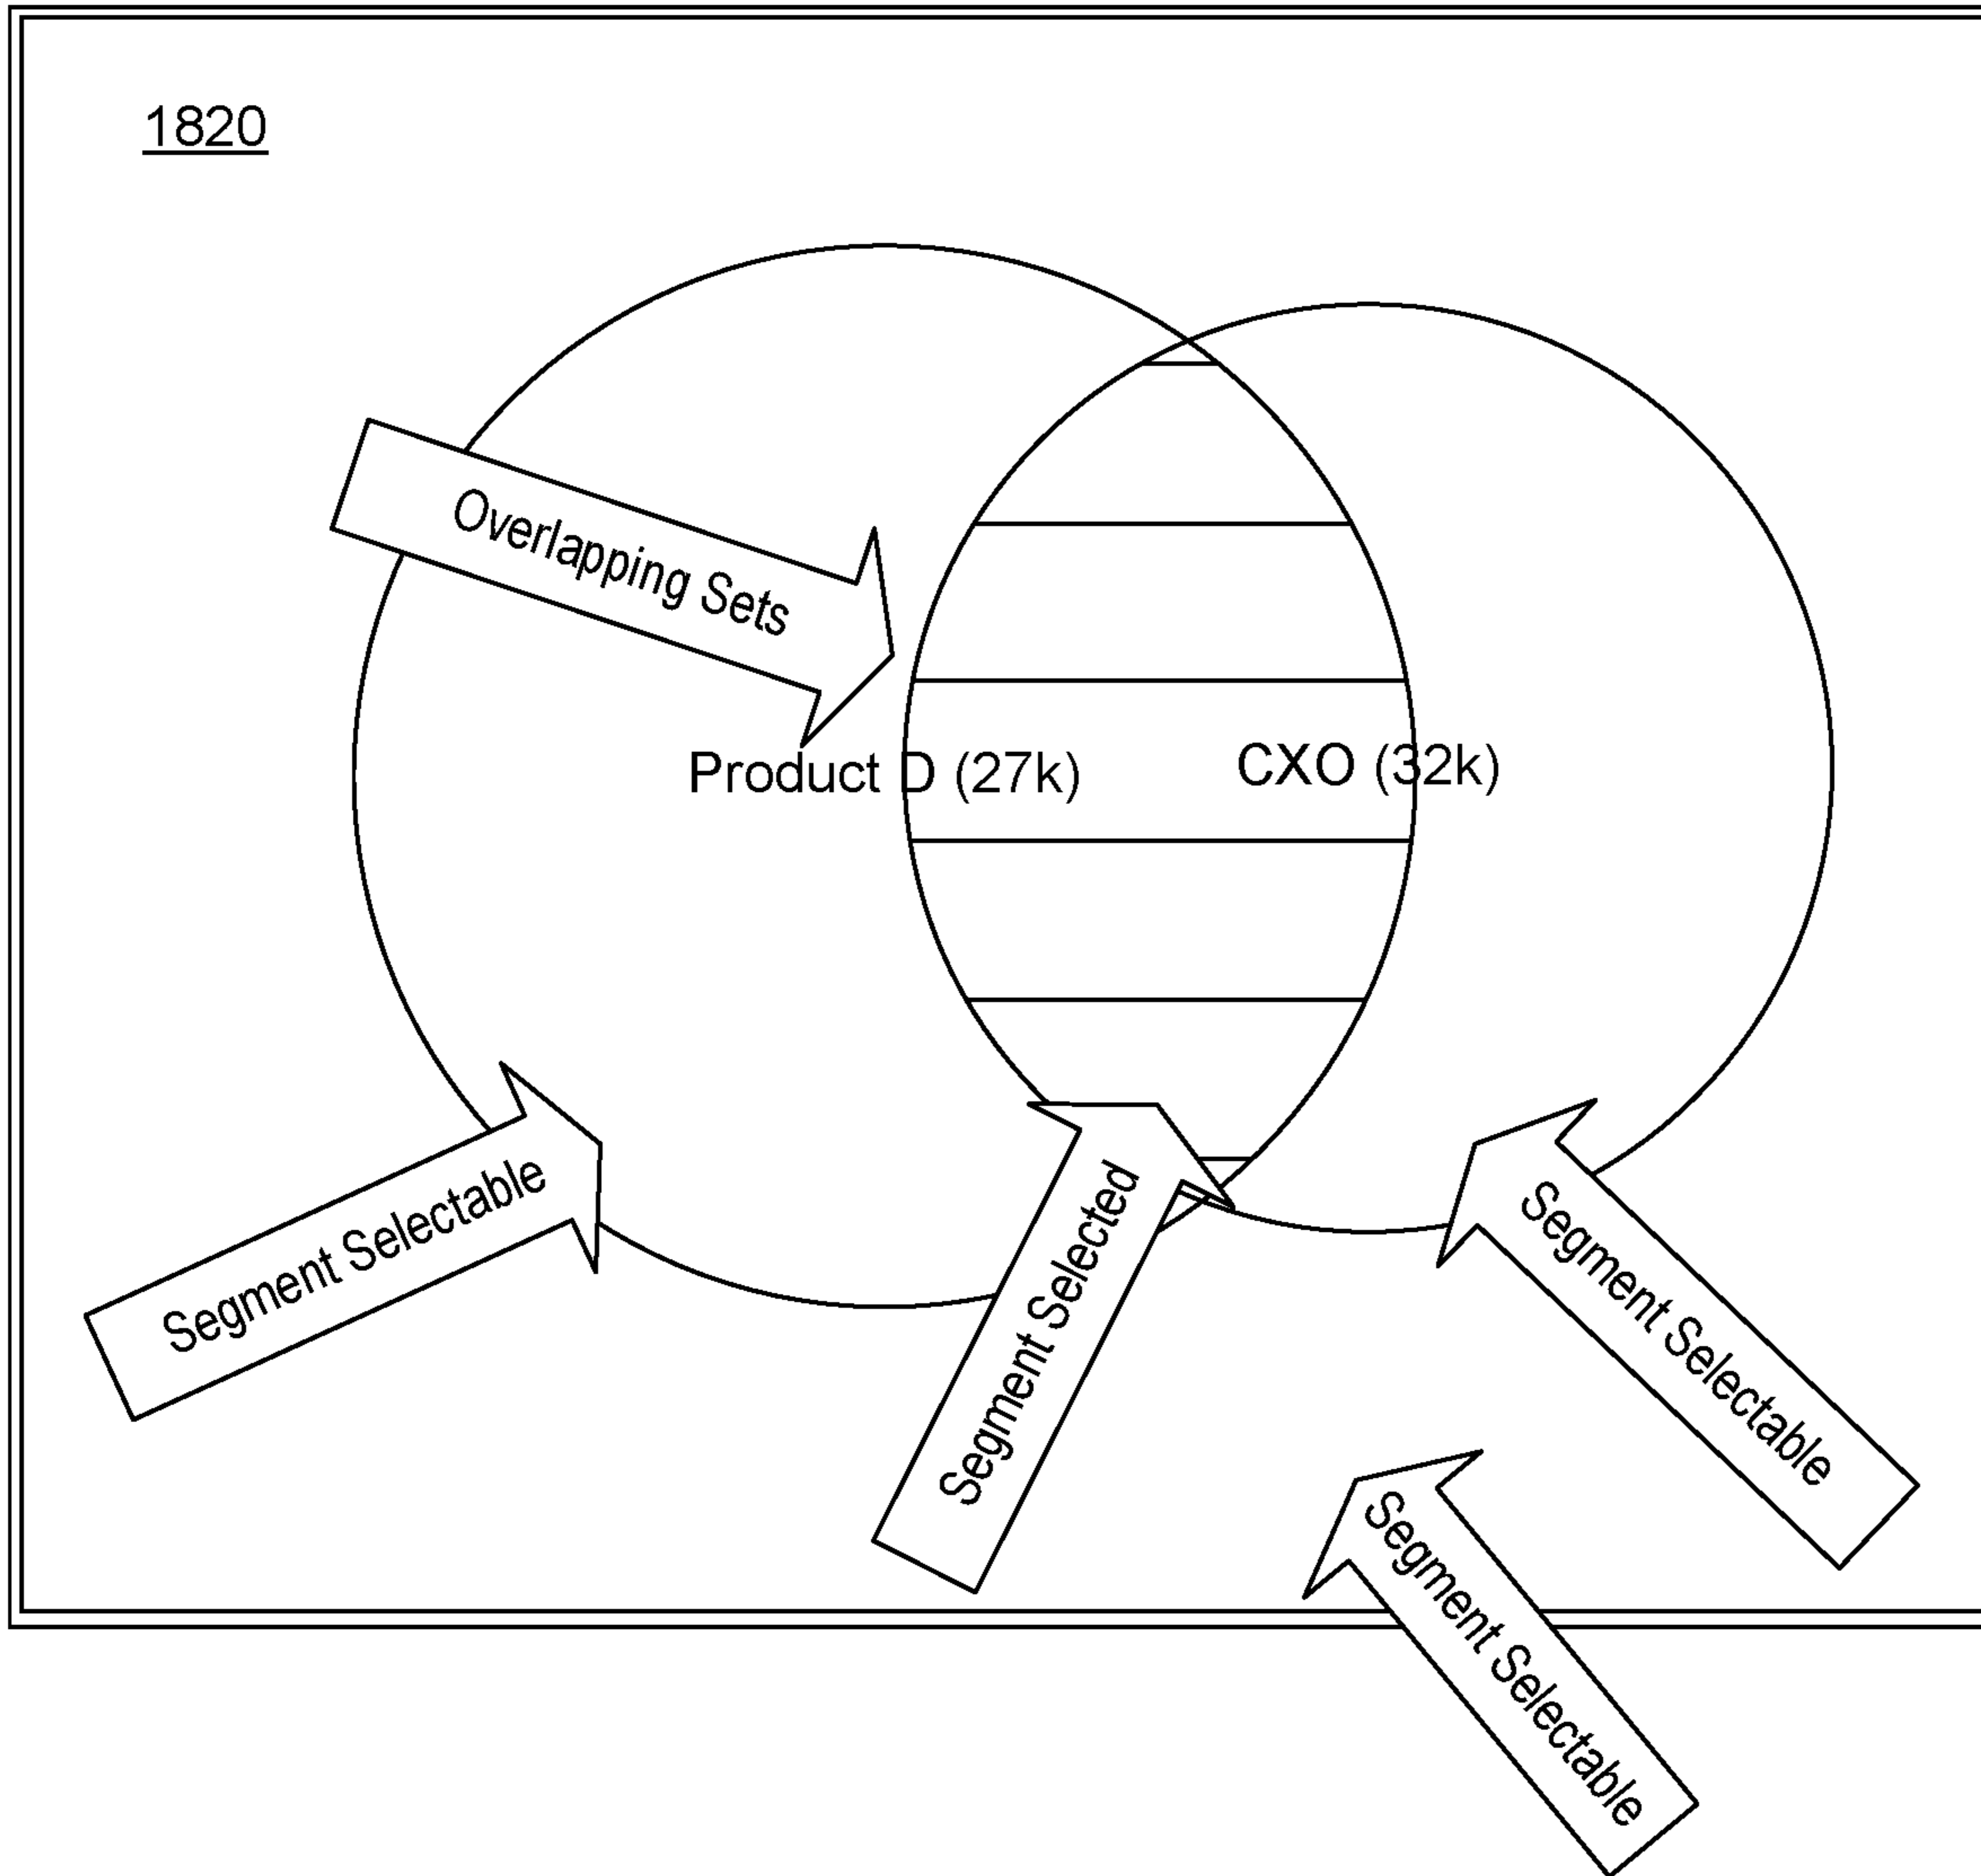 1820
Overlapping Sets
Product D (27k)
CXO (32k)
Segment Selectable
Segment Selected
Segment Selectable
Segment Selectable